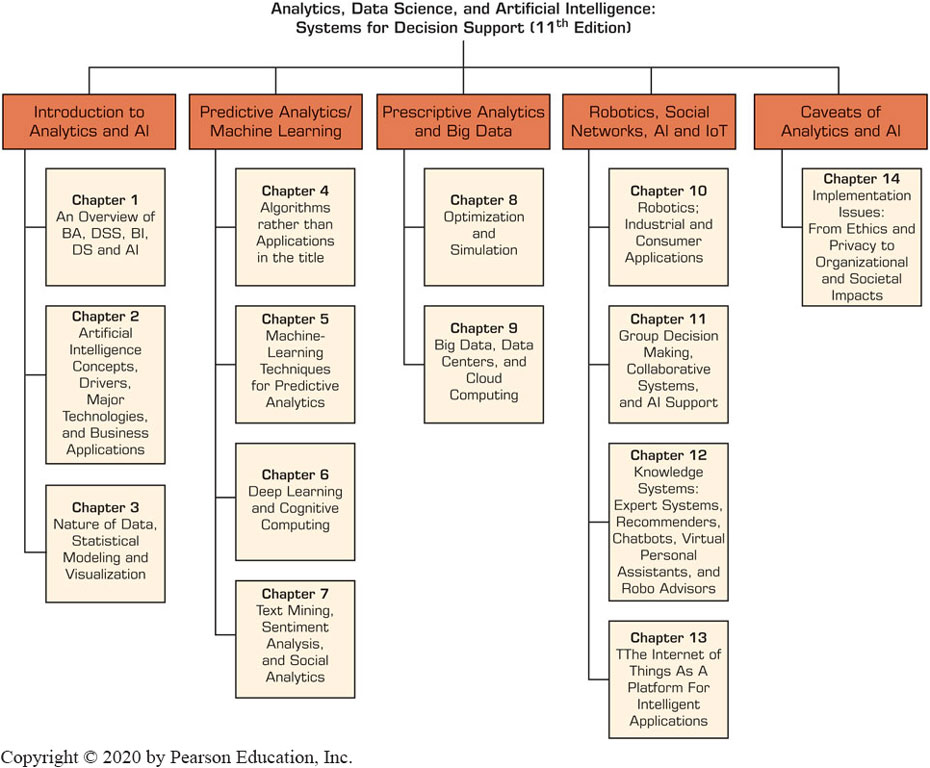 Analytics, Data Science, and Artificial Intelligence:
Systems for Decision Support (11th Edition)
Introduction to
Analytics and AI
Chapter 1
An Overview of
BA, DSS, BI,
DS and AI
Chapter 2
Artificial
Intelligence
Concepts,
Drivers,
Major
Technologies,
and Business
Applications
Chapter 3
Nature of Data,
Statistical
Modeling and
Visualization
Predictive Analytics/
Machine Learning
Chapter 4
Algorithms
rather than
Applications
in the title
Chapter 5
Machine-
Learning
Techniques
for Predictive
Analytics
Chapter 6
Deep Learning
and Cognitive
Computing
Chapter 7
Text Mining,
Sentiment
Analysis,
and Social
Analytics
Prescriptive Analytics
and Big Data
Chapter 8
Optimization
and
Simulation
Chapter 9
Big Data, Data
Centers, and
Cloud
Computing
Robotics, Social
Networks, AI and IoT
Chapter 10
Robotics;
Industrial and
Consumer
Applications
Chapter 11
Group Decision
Making,
Collaborative
Systems,
and AI Support
Chapter 12
Knowledge
Systems:
Expert Systems,
Recommenders,
Chatbots, Virtual
Personal
Assistants, and
Robo Advisors
Chapter 13
TThe Internet of
Things As A
Platform For
Intelligent
Applications
Caveats of
Analytics and AI
Chapter 14
Implementation
Issues:
From Ethics and
Privacy to
Organizational
and Societal
Impacts
Copyright © 2020 by Pearson Education, Inc.